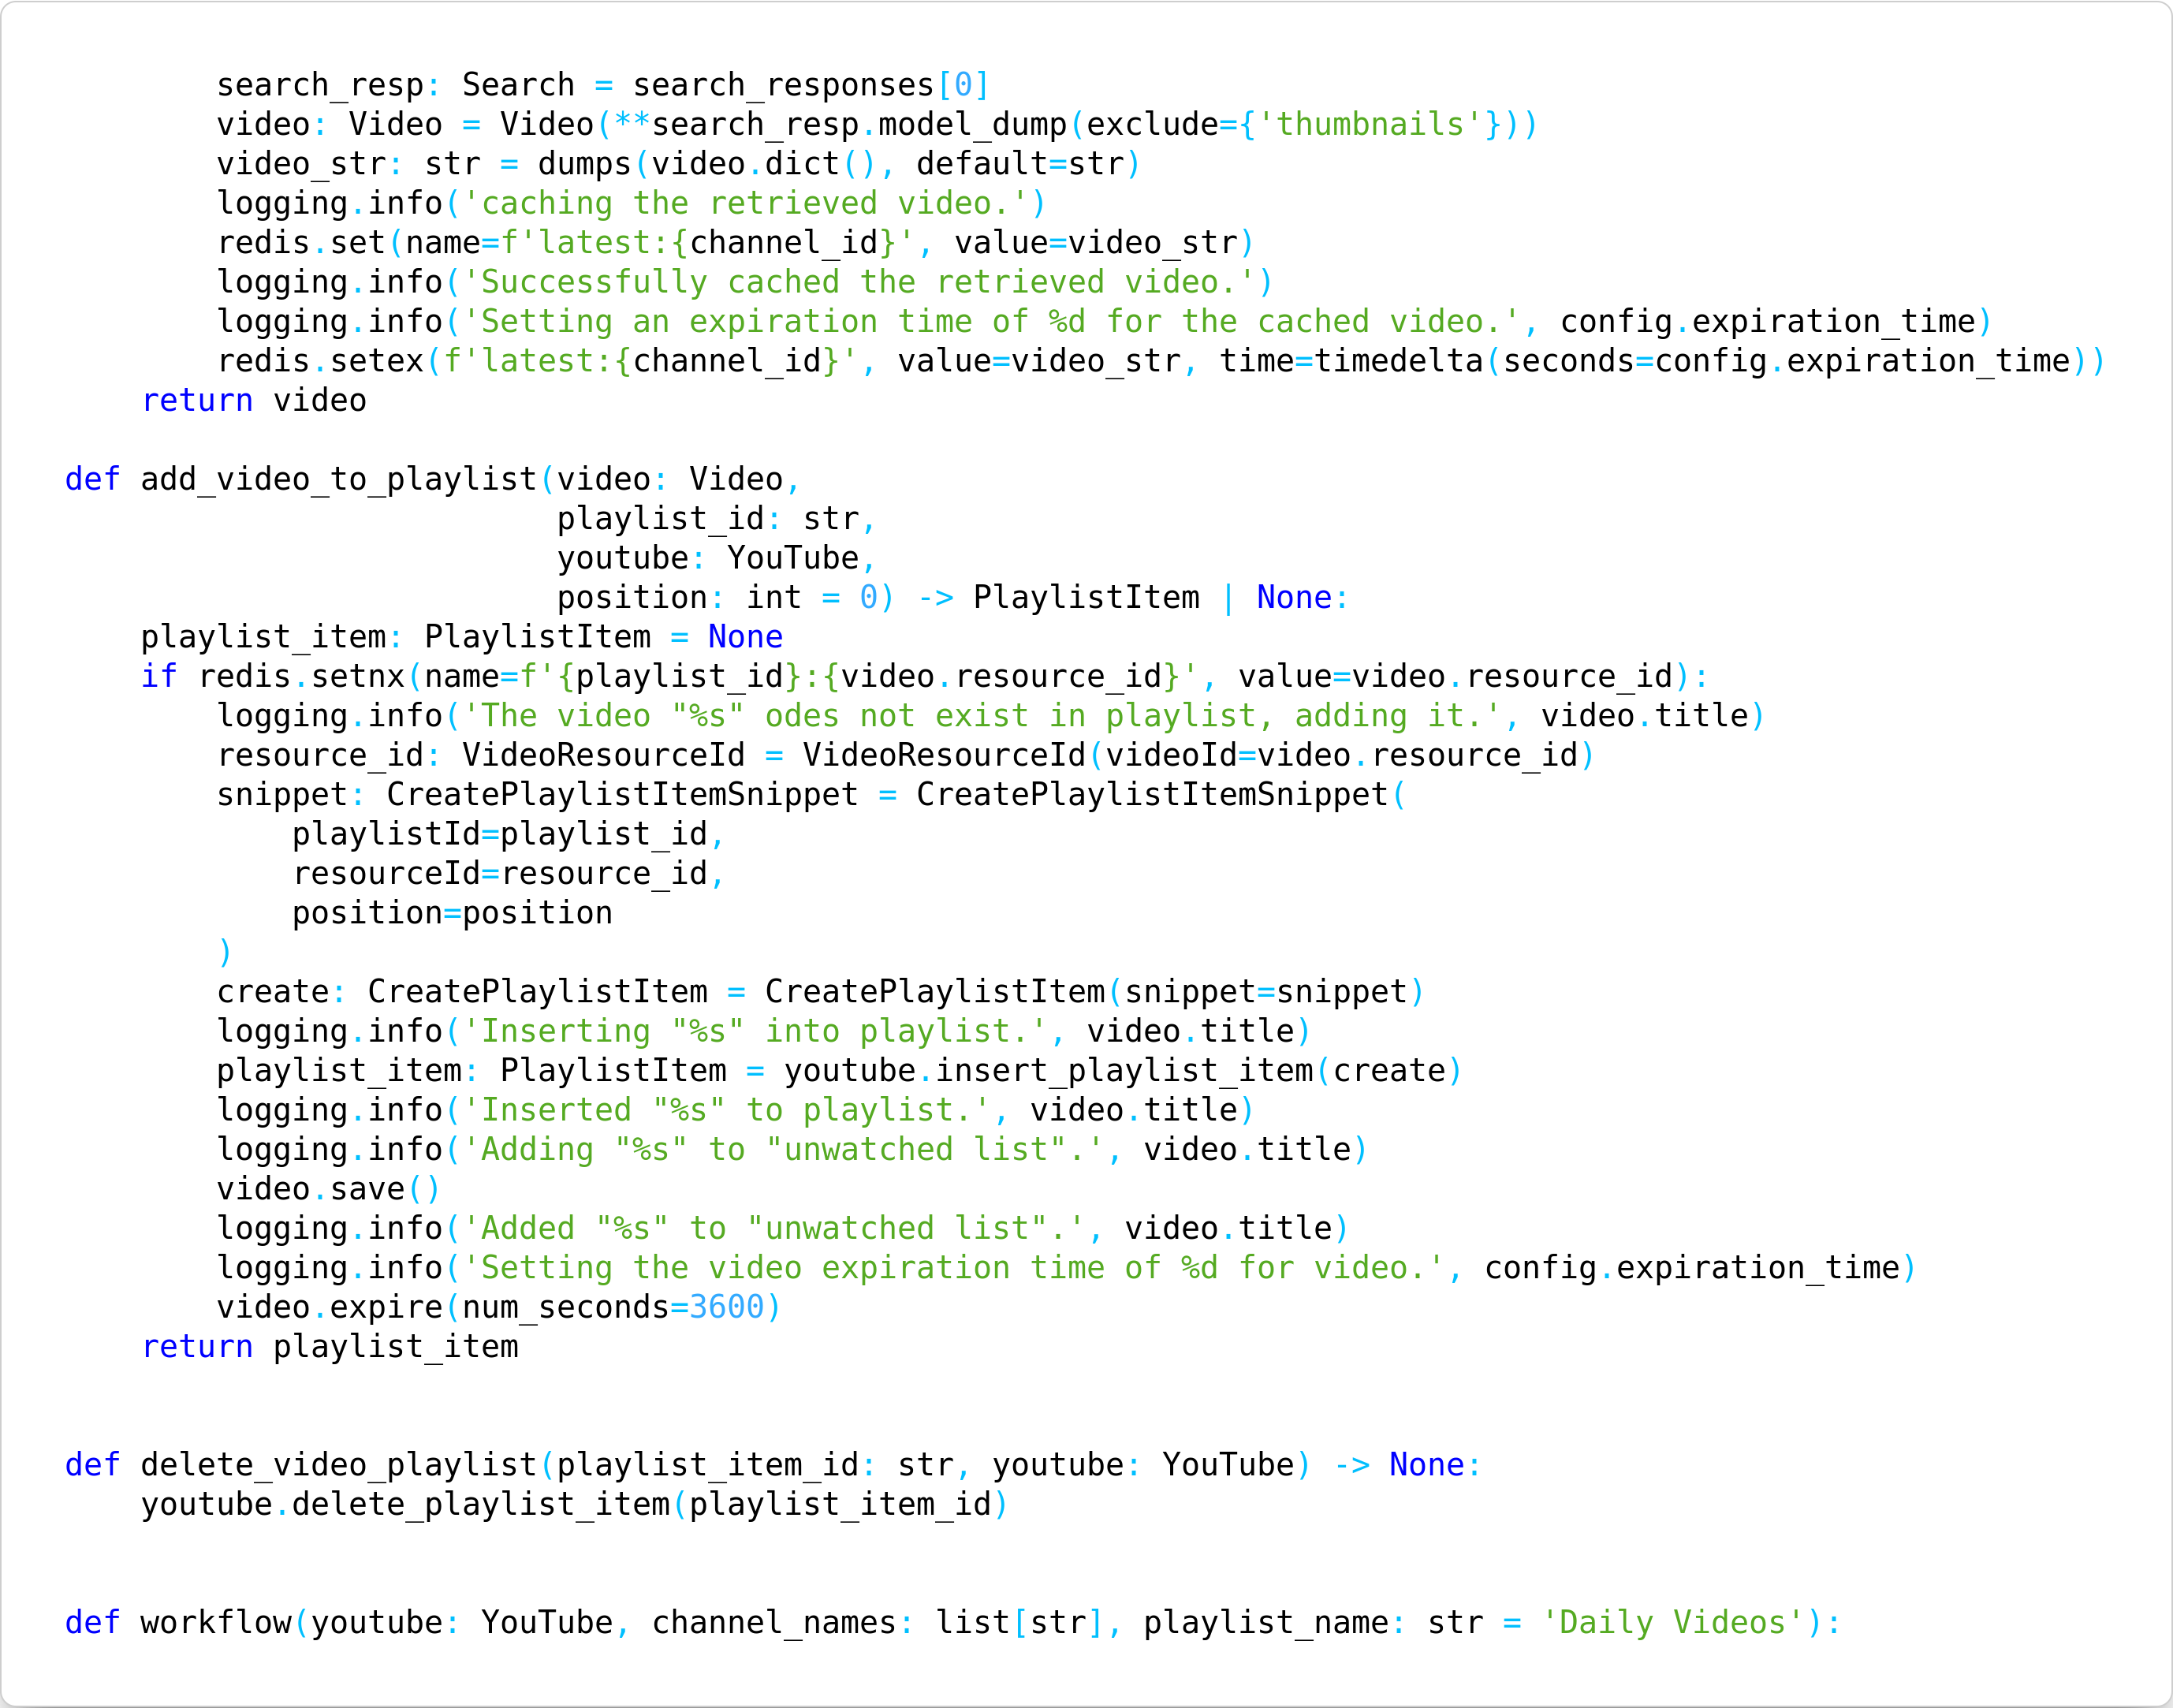 search_resp: Search = search_responses[0]
        video: Video = Video(**search_resp.model_dump(exclude={'thumbnails'}))
        video_str: str = dumps(video.dict(), default=str)
        logging.info('caching the retrieved video.')
        redis.set(name=f'latest:{channel_id}', value=video_str)
        logging.info('Successfully cached the retrieved video.')
        logging.info('Setting an expiration time of %d for the cached video.', config.expiration_time)
        redis.setex(f'latest:{channel_id}', value=video_str, time=timedelta(seconds=config.expiration_time))
    return video

def add_video_to_playlist(video: Video,
                          playlist_id: str,
                          youtube: YouTube,
                          position: int = 0) -> PlaylistItem | None:
    playlist_item: PlaylistItem = None
    if redis.setnx(name=f'{playlist_id}:{video.resource_id}', value=video.resource_id):
        logging.info('The video "%s" odes not exist in playlist, adding it.', video.title)
        resource_id: VideoResourceId = VideoResourceId(videoId=video.resource_id)
        snippet: CreatePlaylistItemSnippet = CreatePlaylistItemSnippet(
            playlistId=playlist_id,
            resourceId=resource_id,
            position=position
        )
        create: CreatePlaylistItem = CreatePlaylistItem(snippet=snippet)
        logging.info('Inserting "%s" into playlist.', video.title)
        playlist_item: PlaylistItem = youtube.insert_playlist_item(create)
        logging.info('Inserted "%s" to playlist.', video.title)
        logging.info('Adding "%s" to "unwatched list".', video.title)
        video.save()
        logging.info('Added "%s" to "unwatched list" .', video.title)
        logging.info('Setting the video expiration time of %d for video.', config.expiration_time)
        video.expire(num_seconds=3600)
    return playlist_item


def delete_video_playlist(playlist_item_id: str, youtube: YouTube) -> None:
    youtube.delete_playlist_item(playlist_item_id)


def workflow(youtube: YouTube, channel_names: list[str], playlist_name: str = 'Daily Videos'):